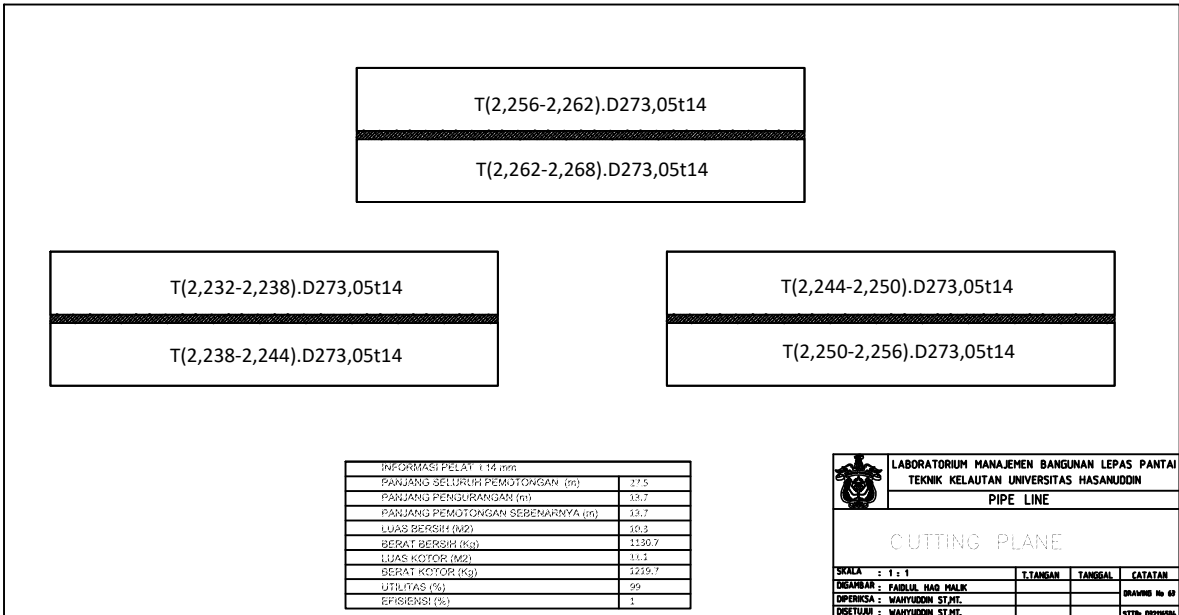 T(2,256-2,262).D273,05t14
T(2,262-2,268).D273,05t14
T(2,232-2,238).D273,05t14
T(2,238-2,244).D273,05t14
T(2,244-2,250).D273,05t14
T(2,250-2,256).D273,05t14
INFORMASI PELAT t 14 mm
PANJANG SELURUH PEMOTONGAN (m)
PANJANG PENGURANGAN (m) 13.7
PANJANG PEMOTONGAN SEBENARNYA (m) 13.7
LUAS BERSIH (M2) 10.3
BERAT BERSIH (Kg) 1130.7
LUAS KOTOR (M2) 11.1
BERAT KOTOR (Kg) 1219.7
UTILITAS (%) 99
EFISIENSI (%) 1
LABORATORIUM MANAJEMEN BANGUNAN LEPAS PANTAI
TEKNIK KELAUTAN UNIVERSITAS HASANUDDIN
PIPE LINE
CUTTING PLANE
SKALA : 1 : 1 T.TANGAN TANGGAL CATATAN
DIGAMBAR : FAIDLUL HAQ MALIK
DRAWING No
DIPERIKSA : WAHYUDDIN ST,MT.
DISETUJUI : WAHYUDDIN ST,MT.